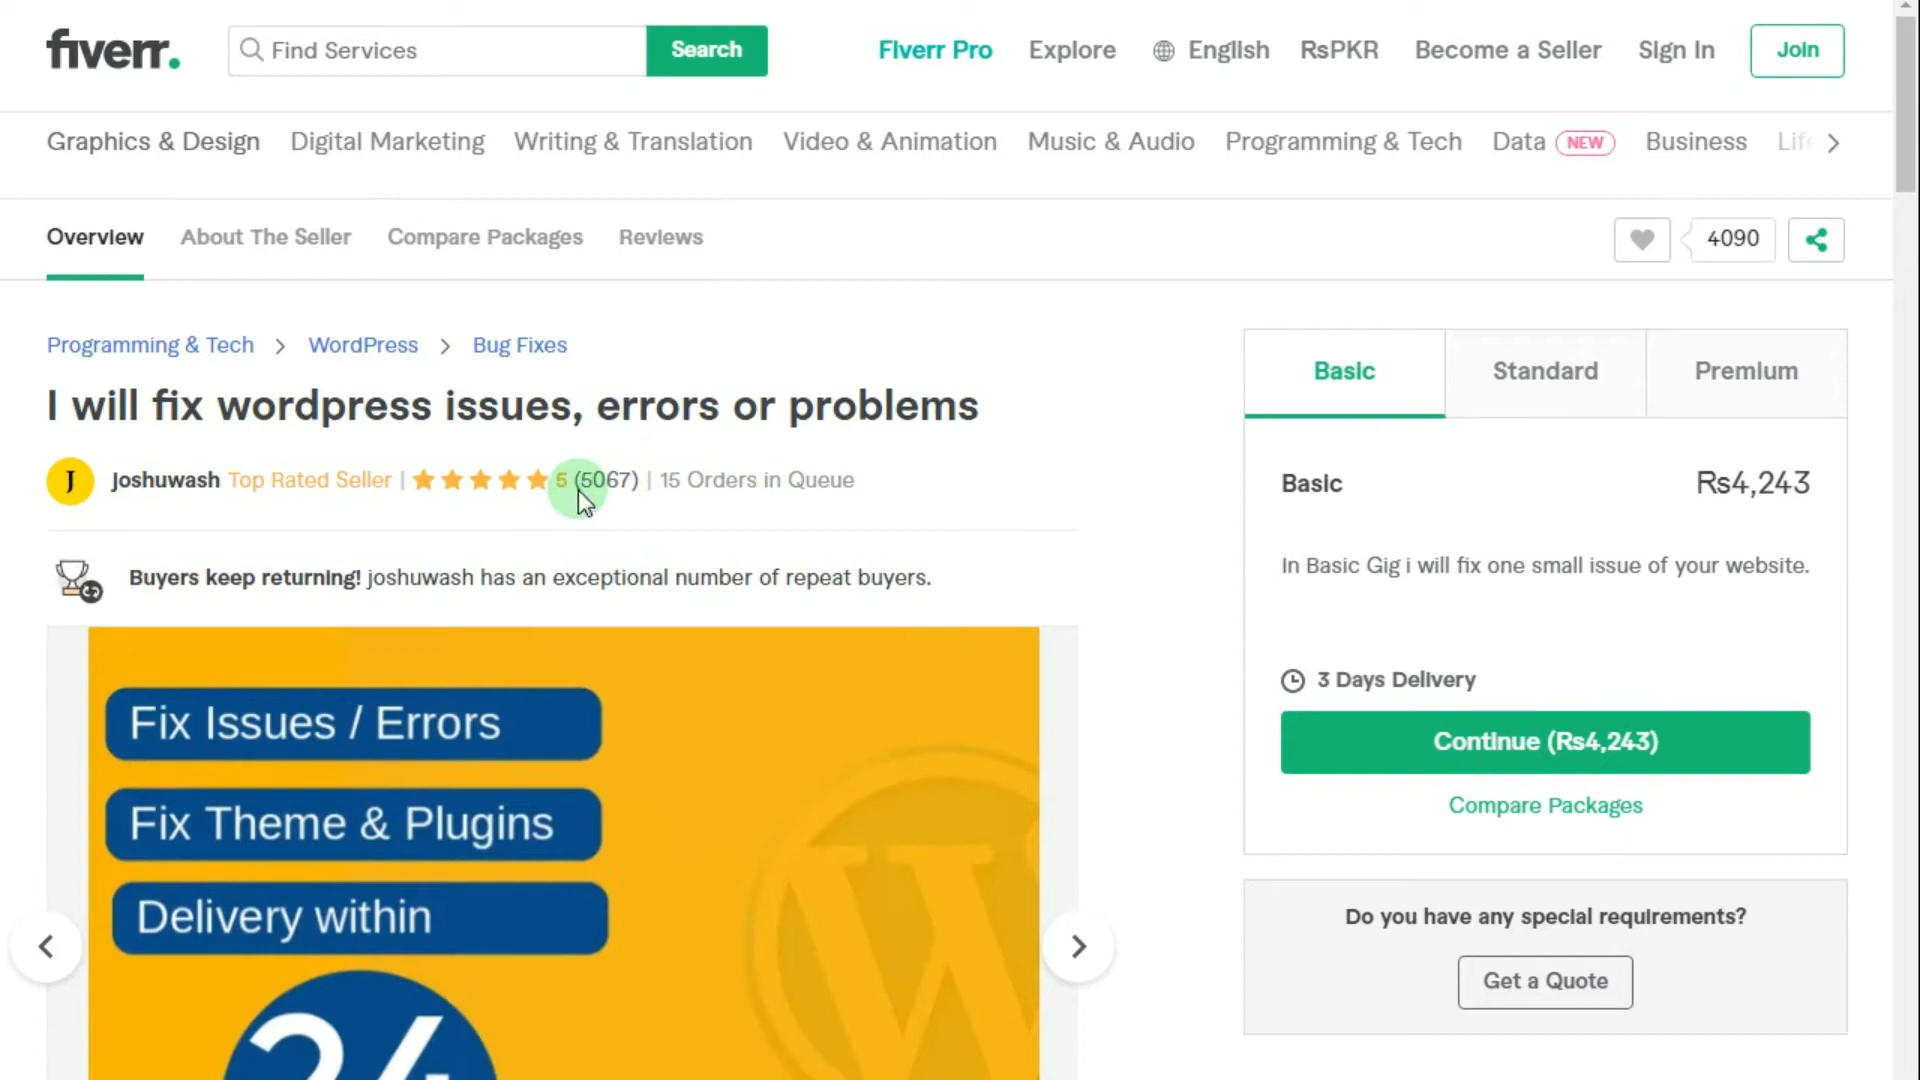 fiverr.
Find Services
Search
Fiverr Pro
Explore
English
RsPKR
Become a Seller
Sign In
Join
Graphics & Design
Digital Marketing
Writing & Translation
Video & Animation
Music & Audio
Programming & Tech
Data NEW
Business
Overview
About The Seller
Compare Packages
Reviews
4090
Programming & Tech > WordPress > Bug Fixes
I will fix wordpress issues, errors or problems
J
Joshuwash Top Rated Seller | 5 (5067) | 15 Orders in Queue
Buyers keep returning! joshuwash has an exceptional number of repeat buyers.
Fix Issues / Errors
Fix Theme & Plugins
Delivery within
24
Basic
Standard
Premium
Basic
Rs4,243
In Basic Gig i will fix one small issue of your website.
3 Days Delivery
Continue (Rs4,243)
Compare Packages
Do you have any special requirements?
Get a Quote